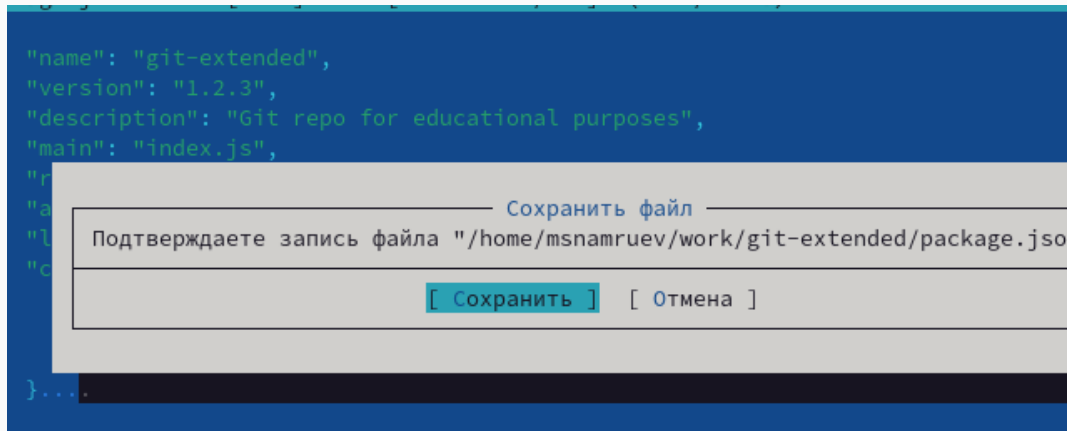 "name": "git-extended",
"version": "1.2.3",
"description": "Git repo for educational purposes",
"main": "index.js",
"r
"a
"l
"c
Сохранить файл
Подтверждаете запись файла "/home/msnamruev/work/git-extended/package.jso
[ Сохранить ] [ Отмена ]
}....